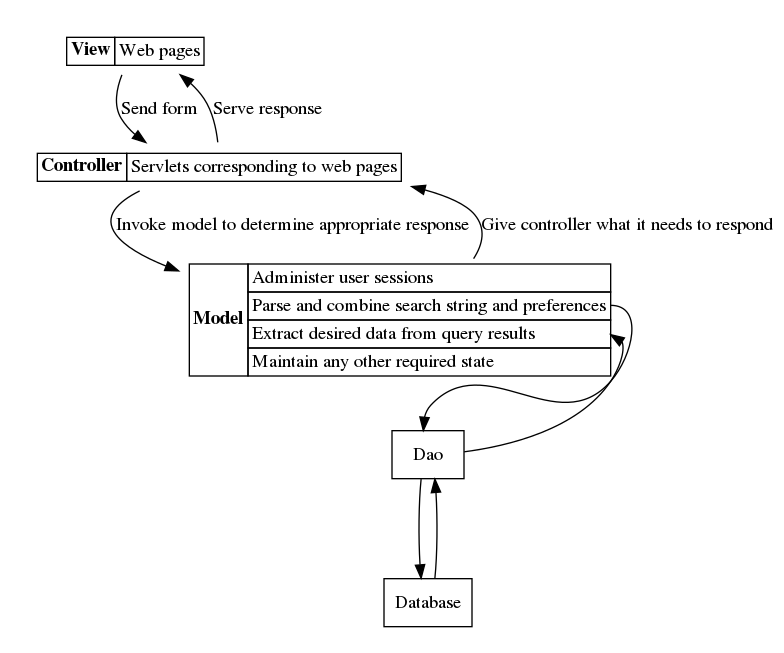 View Web pages
Send form Serve response
Controller Servlets corresponding to web pages
Invoke model to determine appropriate response Give controller what it needs to respond
Administer user sessions
Parse and combine search string and preferences
Model
Extract desired data from query results
Maintain any other required state
Dao
Database